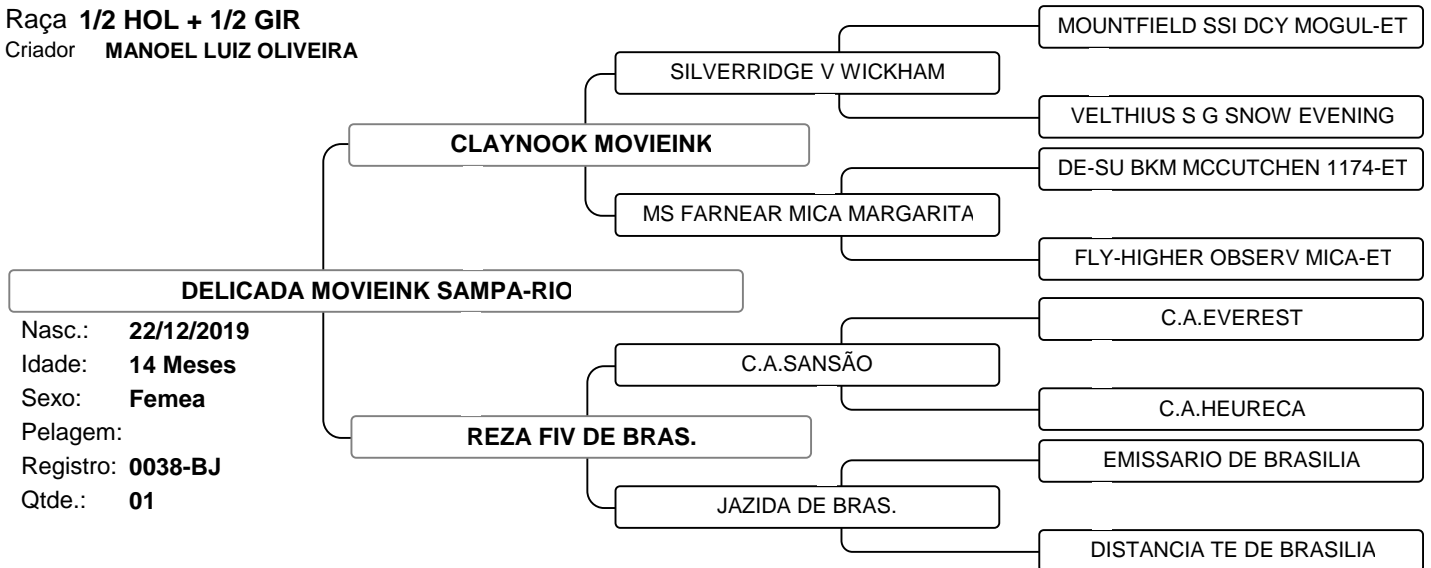 Raça 1/2 HOL + 1/2 GIR
Criador MANOEL LUIZ OLIVEIRA
MOUNTFIELD SSI DCY MOGUL-ET
SILVERRIDGE V WICKHAM
VELTHIUS S G SNOW EVENING
CLAYNOOK MOVIEINK
DE-SU BKM MCCUTCHEN 1174-ET
MS FARNEAR MICA MARGARITA
FLY-HIGHER OBSERV MICA-ET
DELICADA MOVIEINK SAMPA-RIO
C.A.EVEREST
C.A.SANSÃO
C.A.HEURECA
REZA FIV DE BRAS.
EMISSARIO DE BRASILIA
JAZIDA DE BRAS.
DISTANCIA TE DE BRASILIA
Nasc.: 22/12/2019
Idade: 14 Meses
Sexo: Femea
Pelagem:
Registro: 0038-BJ
Qtde.: 01